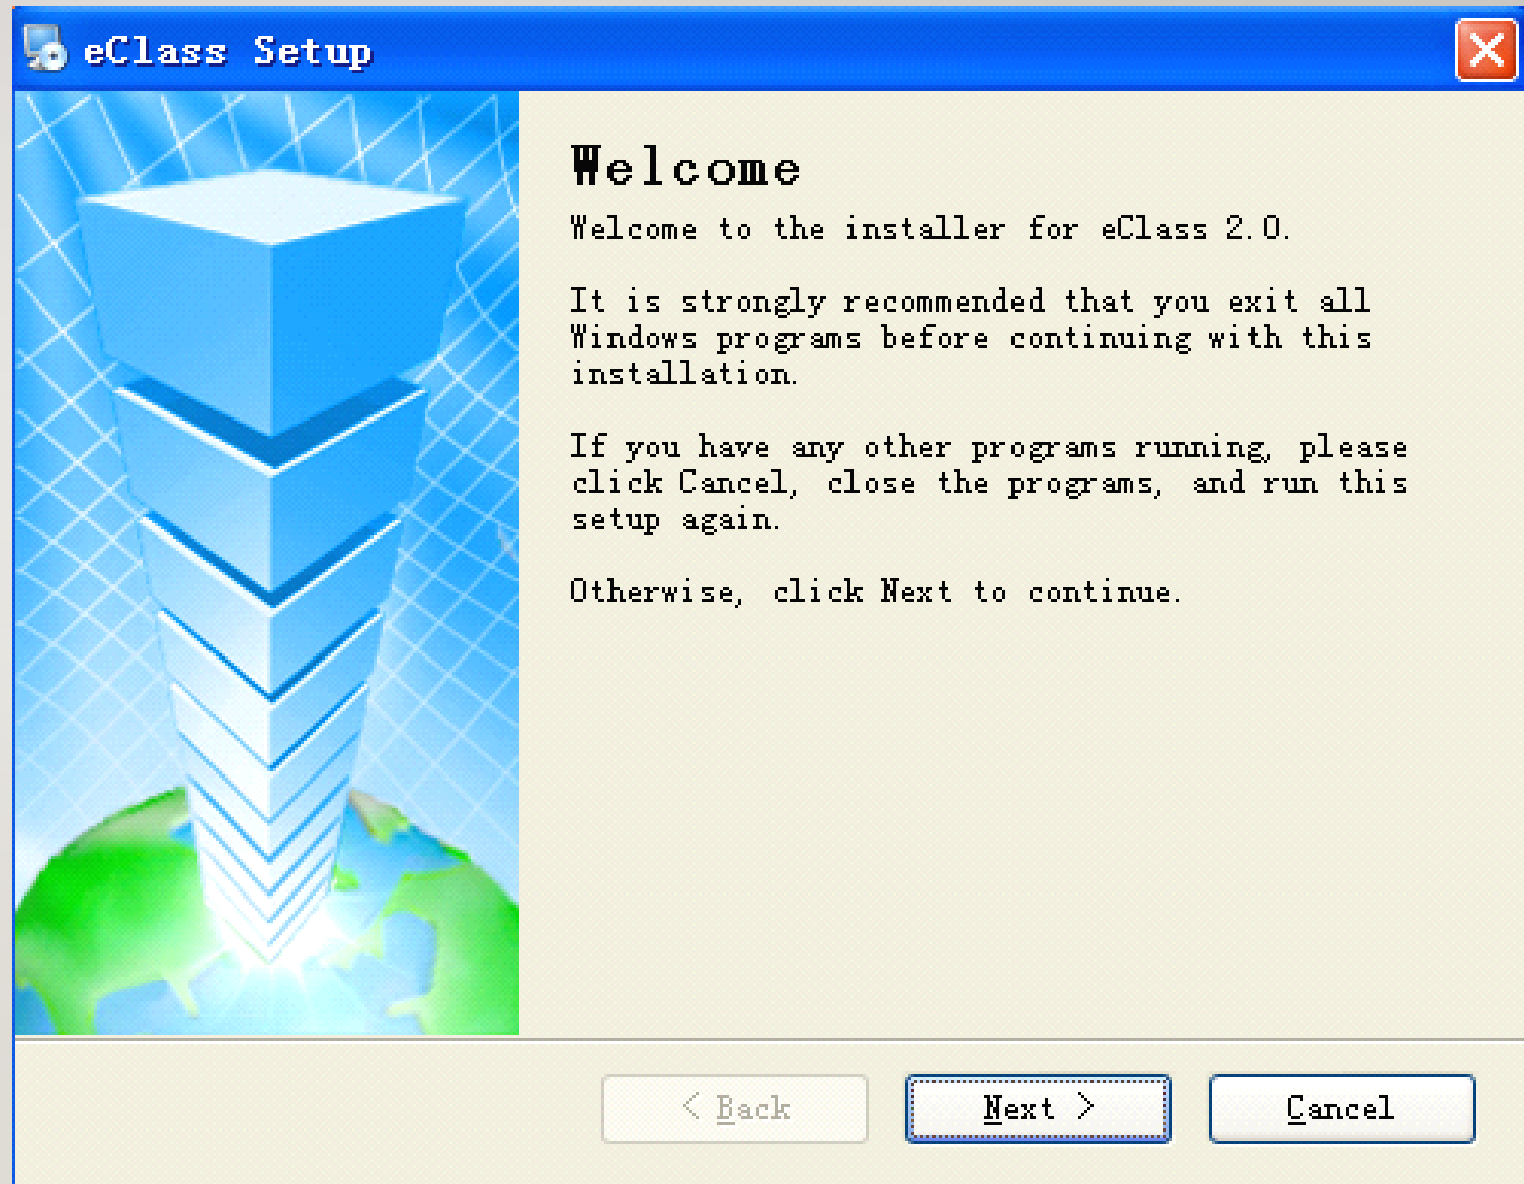 eClass Setup
Welcome
Welcome to the installer for eClass 2.0.
It is strongly recommended that you exit all
Windows programs before continuing with this
installation.
If you have any other programs running, please
click Cancel, close the programs, and run this
setup again.
Otherwise, click Next to continue.
< Back
Next >
Cancel